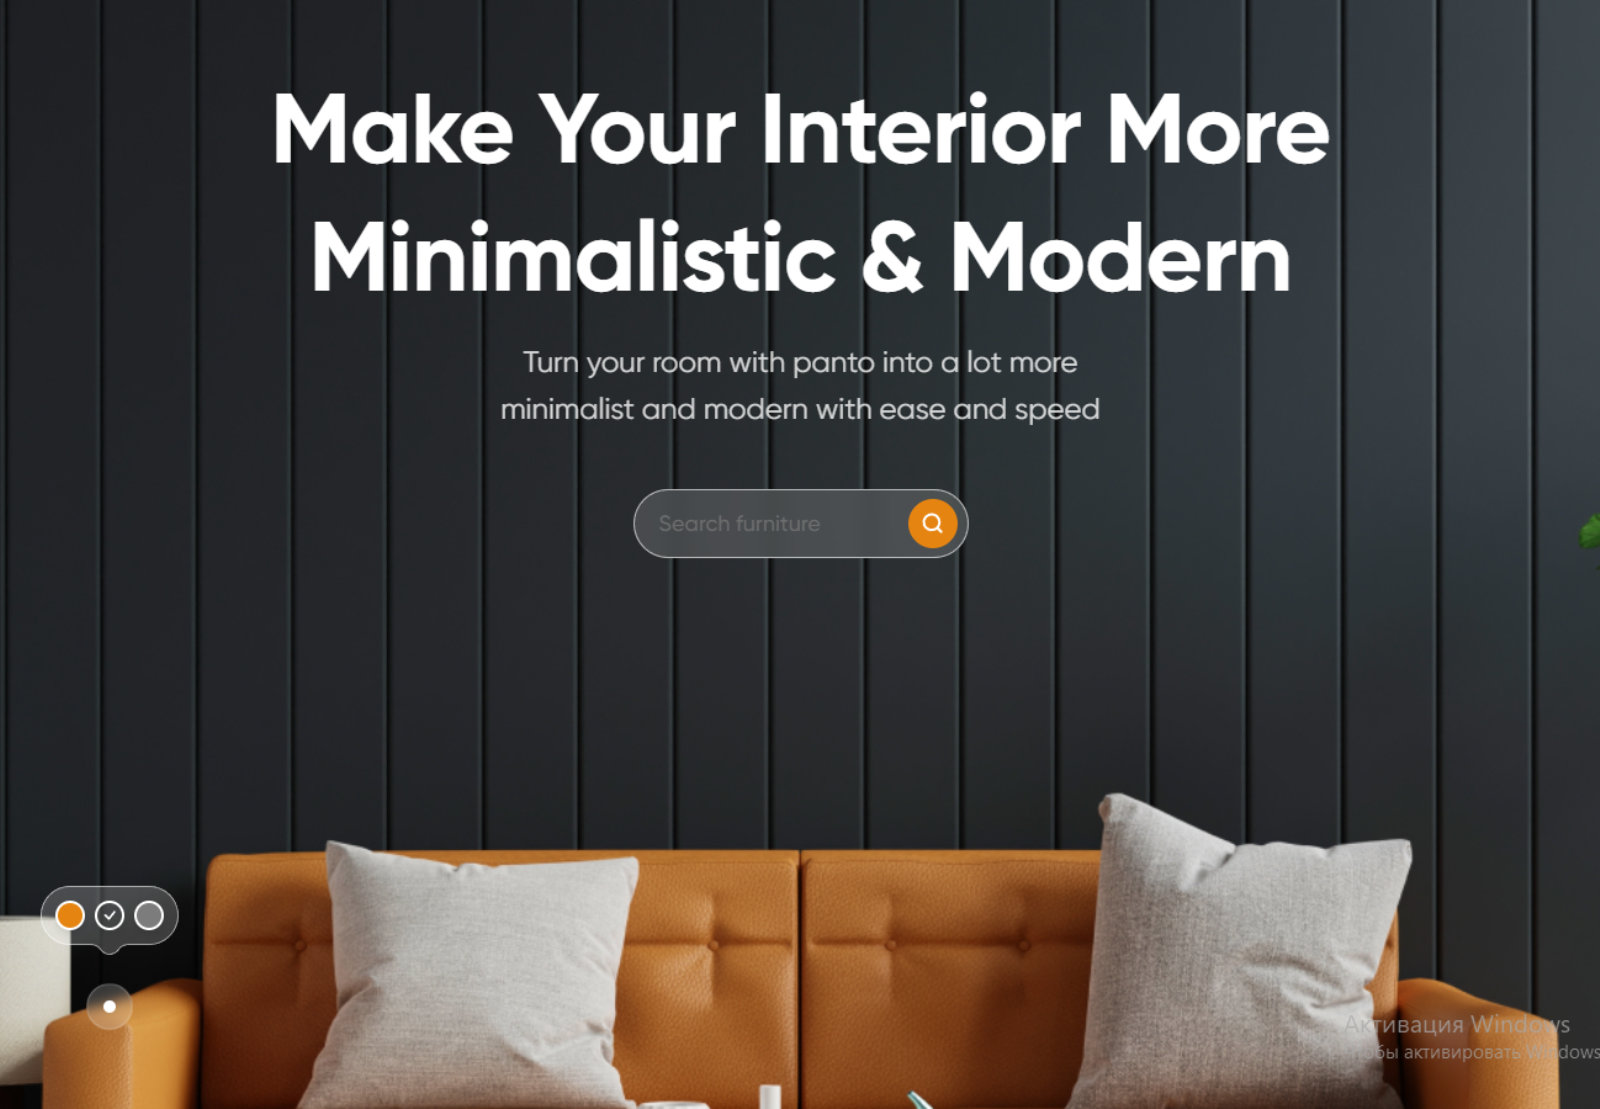 Make Your Interior More
Minimalistic & Modern
Turn your room with panto into a lot more
minimalist and modern with ease and speed
Search furniture
Активация Windows
Чтобы активировать Windows